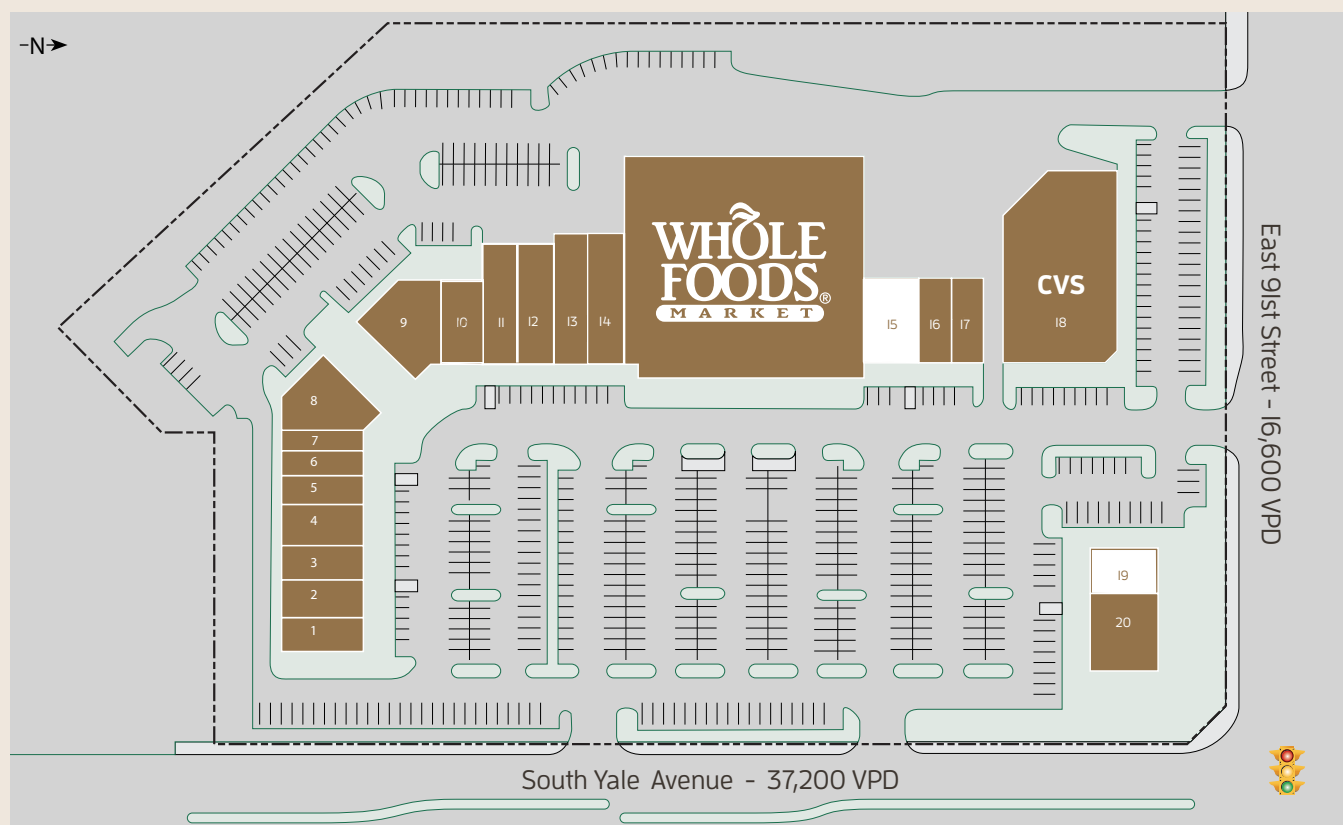 -N➤
WHOLE
FOODS®
MARKET
CVS
9
10
11
12
13
14
15
16
17
18
8
7
6
5
4
3
2
1
19
20
East 91st Street - 16,600 VPD
South Yale Avenue - 37,200 VPD